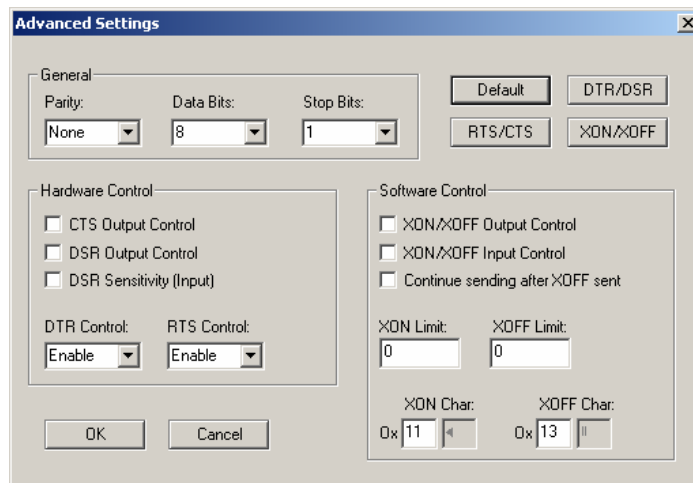 Advanced Settings
General
Parity: Data Bits: Stop Bits:
None 8 1
Default DTR/DSR
RTS/CTS XON/XOFF
Hardware Control
CTS Output Control
DSR Output Control
DSR Sensitivity (Input)
DTR Control: RTS Control:
Enable Enable
Software Control
XON/XOFF Output Control
XON/XOFF Input Control
Continue sending after XOFF sent
XON Limit: XOFF Limit:
0 0
XON Char: XOFF Char:
0x 11 ◄ 0x 13 ‼
OK Cancel